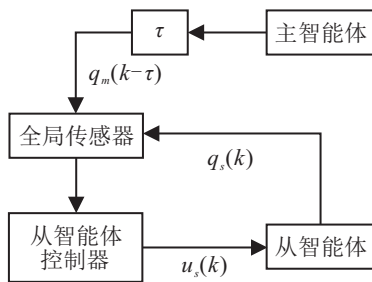 τ
主智能体
q_m(k-τ)
全局传感器
q_s(k)
从智能体
控制器
u_s(k)
从智能体